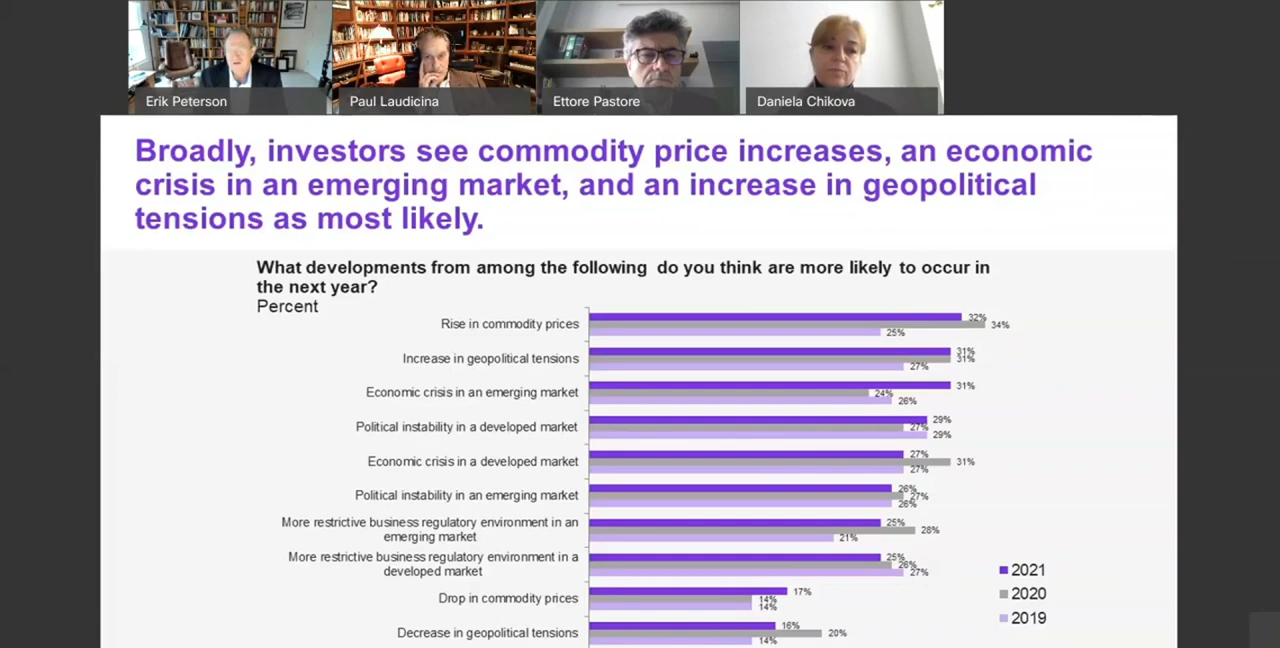 Erik Peterson
Paul Laudicina
Ettore Pastore
Daniela Chikova
Broadly, investors see commodity price increases, an economic
crisis in an emerging market, and an increase in geopolitical
tensions as most likely.
What developments from among the following do you think are more likely to occur in
the next year?
Percent
Rise in commodity prices
32%
34%
25%
Increase in geopolitical tensions
31%
31%
27%
Economic crisis in an emerging market
31%
24%
26%
Political instability in a developed market
29%
27%
29%
Economic crisis in a developed market
27%
31%
27%
Political instability in an emerging market
26%
27%
26%
More restrictive business regulatory environment in an
emerging market
25%
28%
21%
More restrictive business regulatory environment in a
developed market
25%
26%
27%
Drop in commodity prices
17%
14%
14%
Decrease in geopolitical tensions
16%
20%
14%
2021
2020
2019